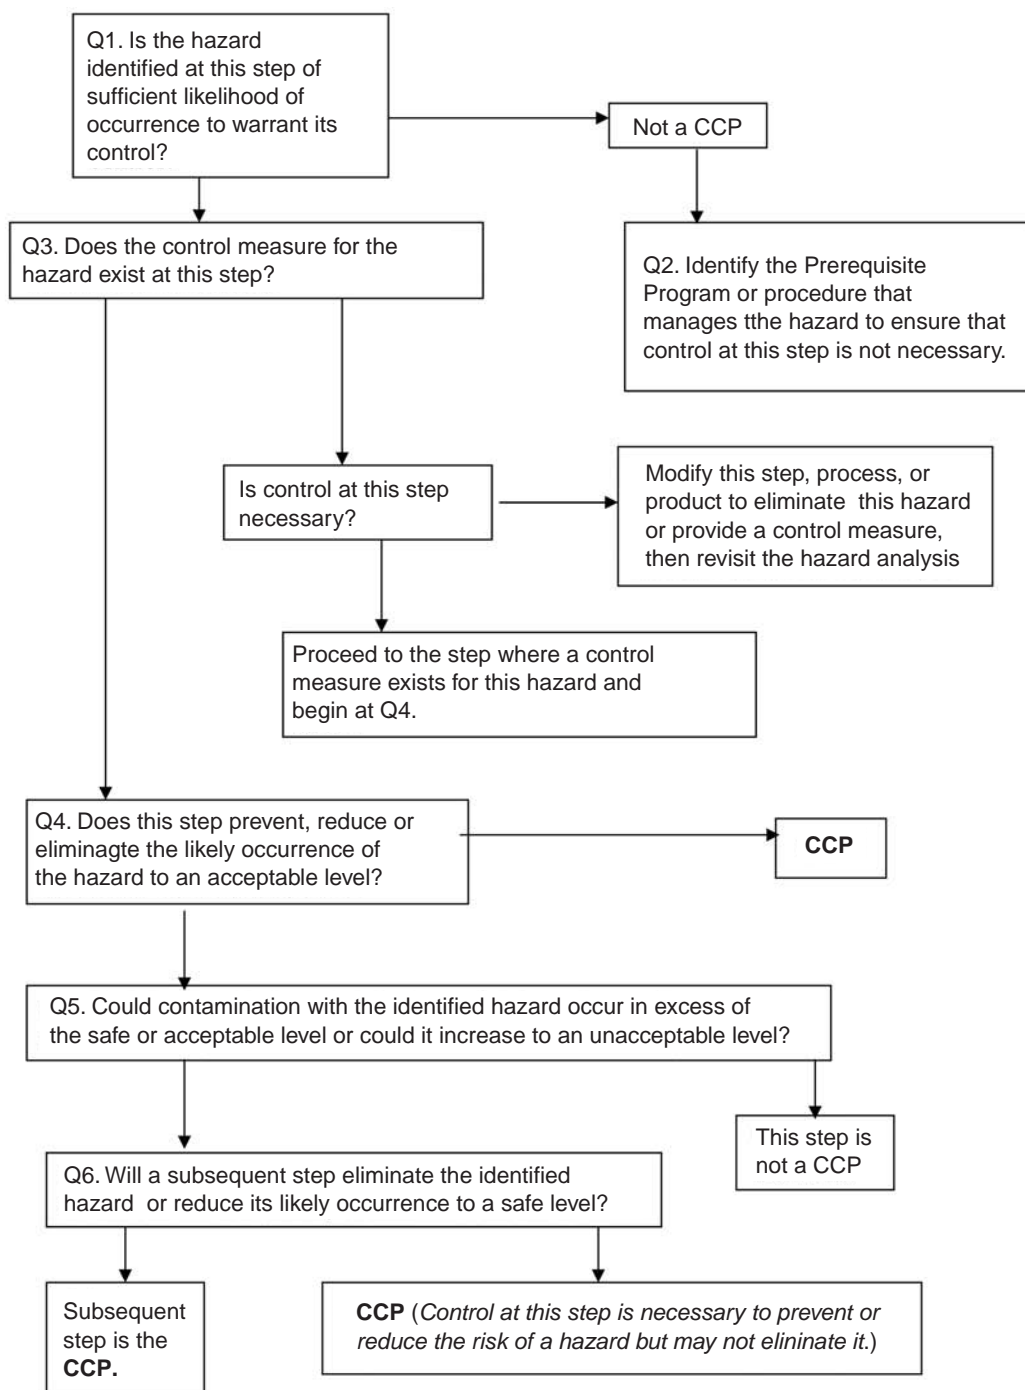 Q1. Is the hazard
identified at this step of
sufficient likelihood of
occurrence to warrant its
control?
Not a CCP
Q3. Does the control measure for the
hazard exist at this step?
Q2. Identify the Prerequisite
Program or procedure that
manages tthe hazard to ensure that
control at this step is not necessary.
Is control at this step
necessary?
Modify this step, process, or
product to eliminate this hazard
or provide a control measure,
then revisit the hazard analysis
Proceed to the step where a control
measure exists for this hazard and
begin at Q4.
Q4. Does this step prevent, reduce or
eliminagte the likely occurrence of
the hazard to an acceptable level?
CCP
Q5. Could contamination with the identified hazard occur in excess of
the safe or acceptable level or could it increase to an unacceptable level?
This step is
not a CCP
Q6. Will a subsequent step eliminate the identified
hazard or reduce its likely occurrence to a safe level?
Subsequent
step is the
CCP.
CCP (Control at this step is necessary to prevent or
reduce the risk of a hazard but may not elininate it.)